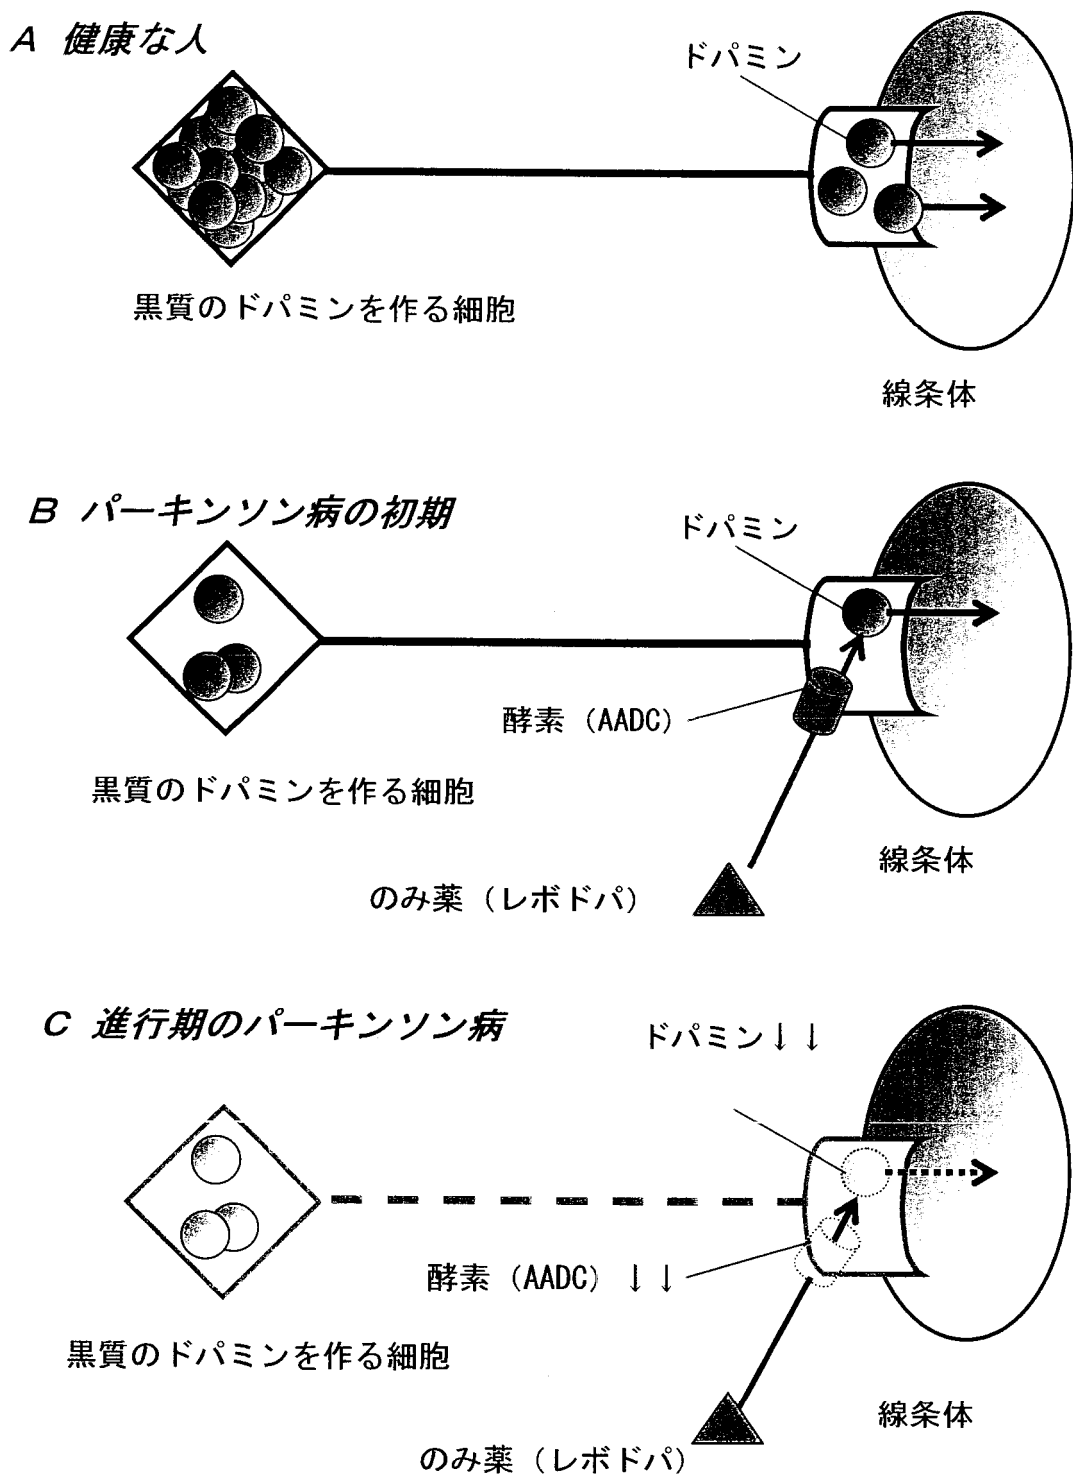 A 健康な人
ドパミン
黒質のドパミンを作る細胞
線条体
B パーキンソン病の初期
ドパミン
酵素（AADC）
黒質のドパミンを作る細胞
線条体
のみ薬（レボドパ）
C 進行期のパーキンソン病
ドパミン↓↓
酵素（AADC）↓↓
黒質のドパミンを作る細胞
線条体
のみ薬（レボドパ）